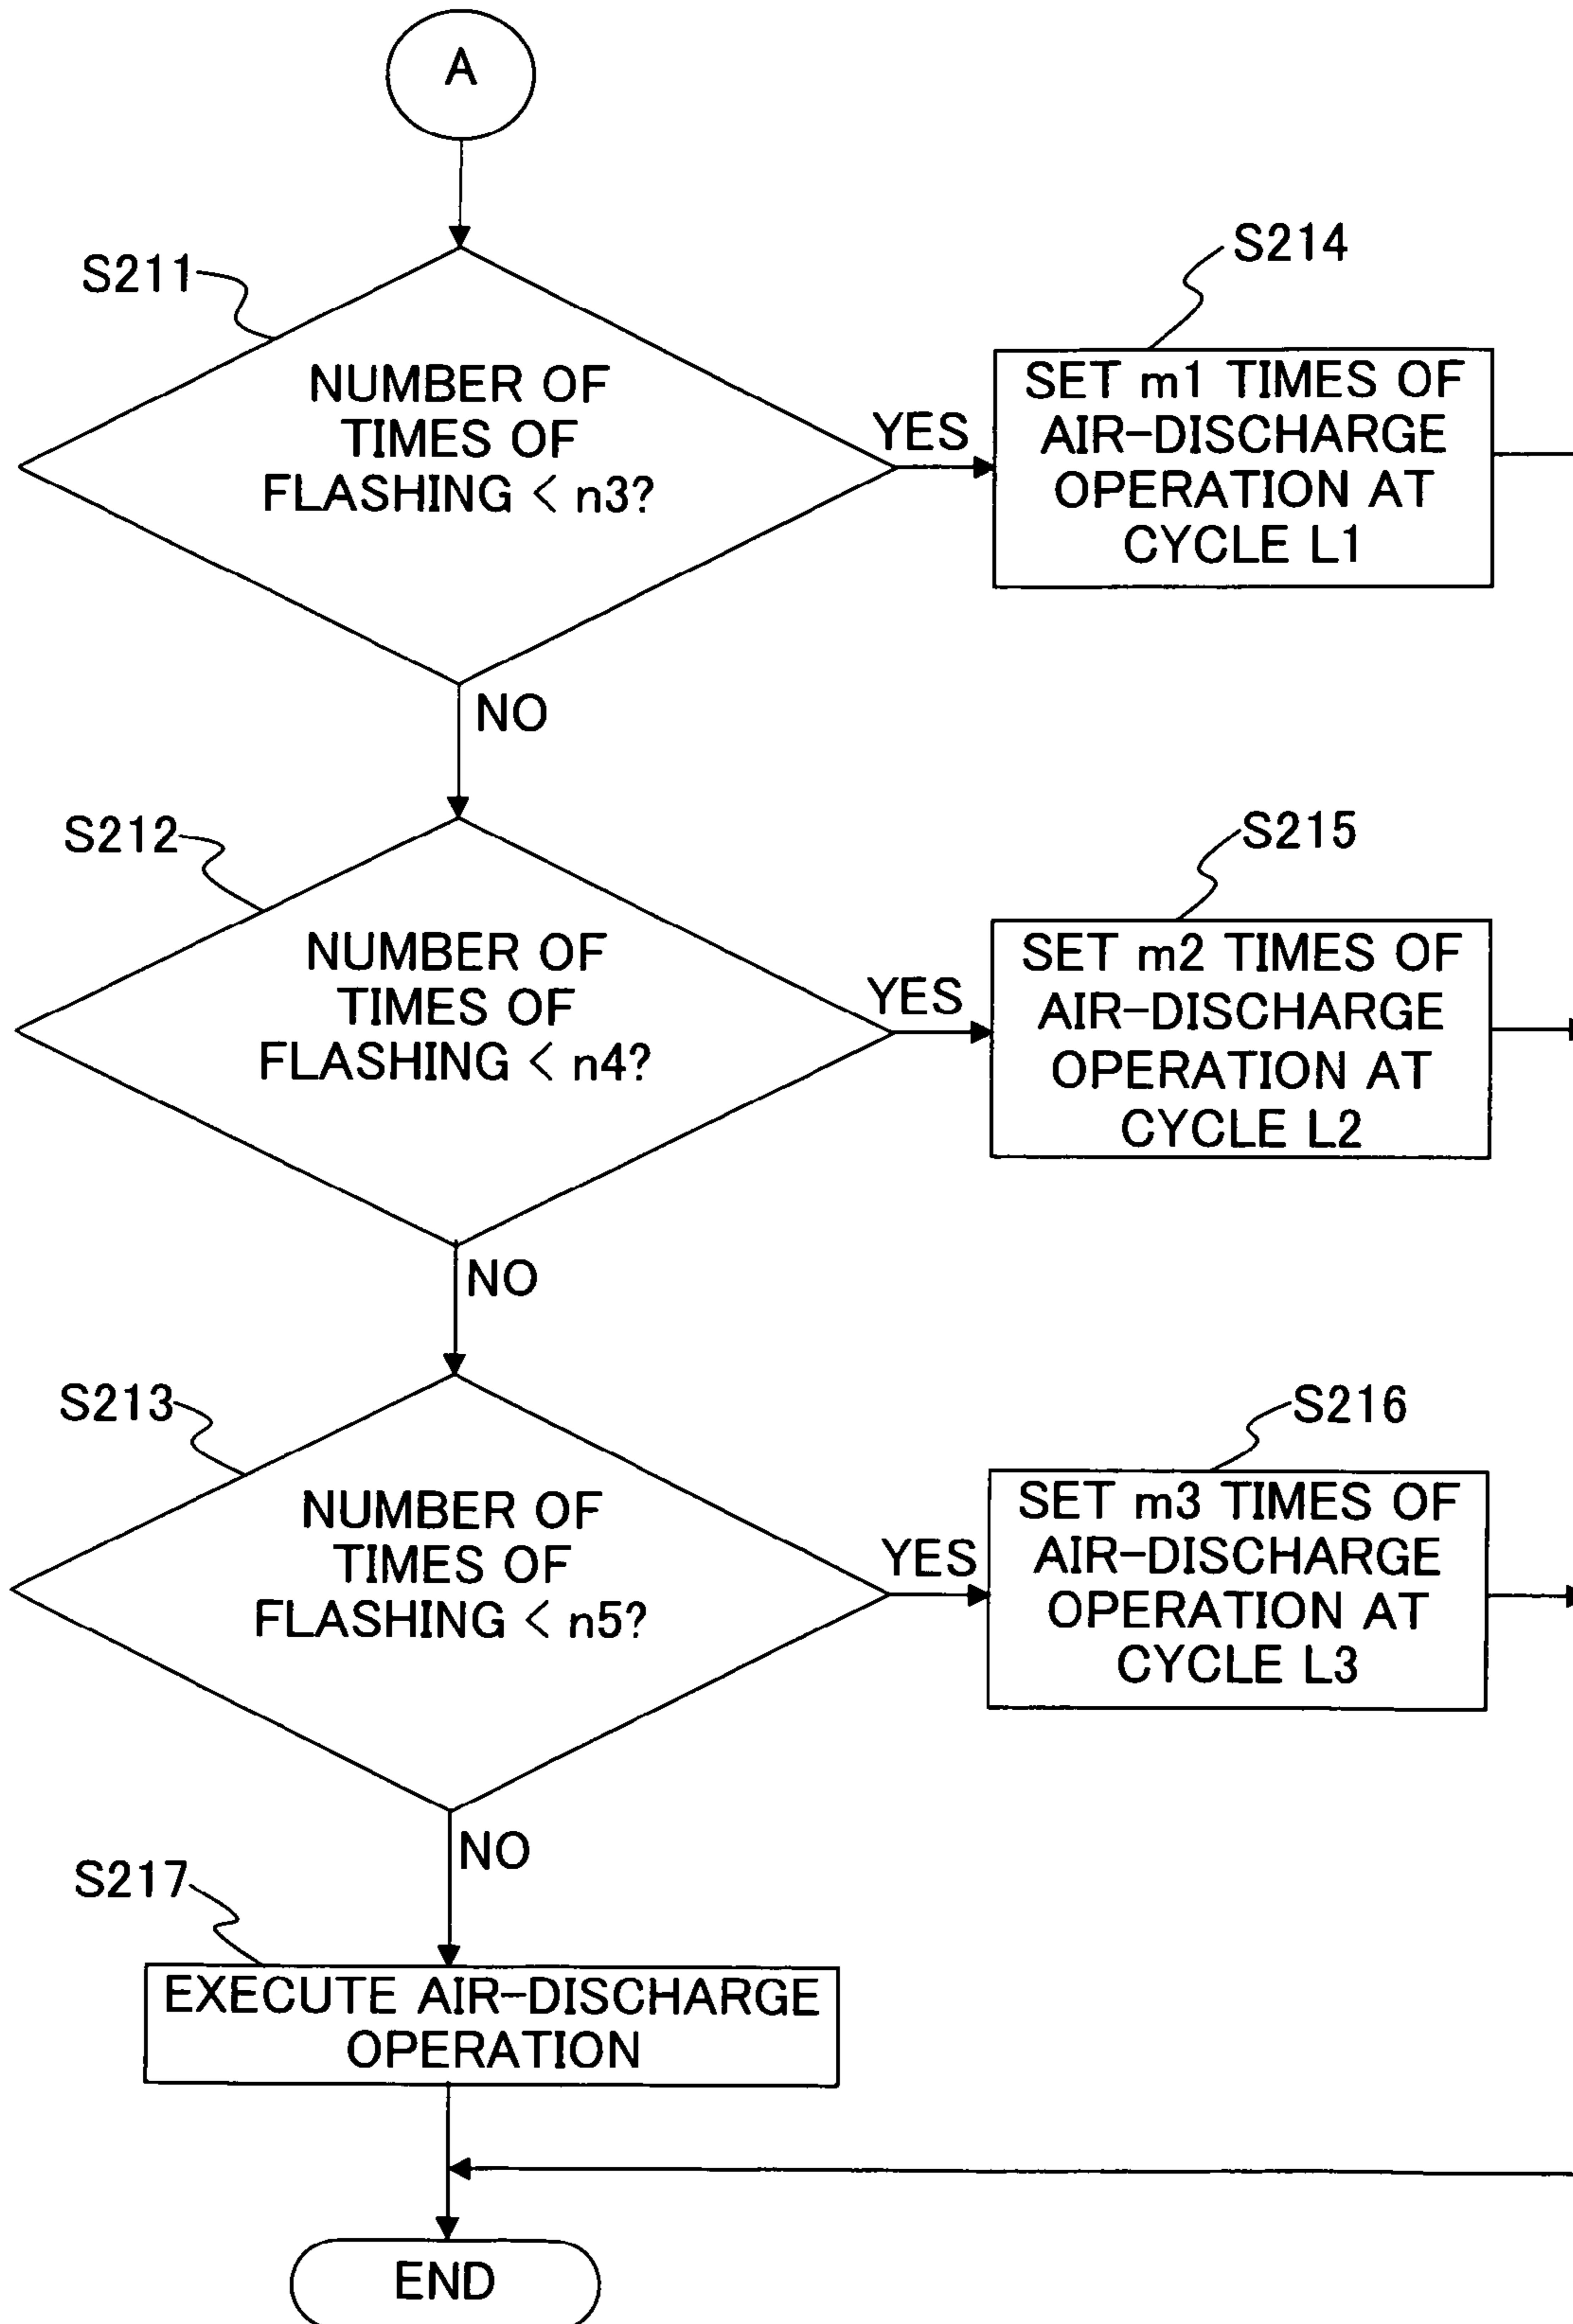 A
S211
NUMBER OF
TIMES OF
FLASHING < n3?
YES
S214
SET m1 TIMES OF
AIR-DISCHARGE
OPERATION AT
CYCLE L1
NO
S212
NUMBER OF
TIMES OF
FLASHING < n4?
YES
S215
SET m2 TIMES OF
AIR-DISCHARGE
OPERATION AT
CYCLE L2
NO
S213
NUMBER OF
TIMES OF
FLASHING < n5?
YES
S216
SET m3 TIMES OF
AIR-DISCHARGE
OPERATION AT
CYCLE L3
NO
S217
EXECUTE AIR-DISCHARGE
OPERATION
END